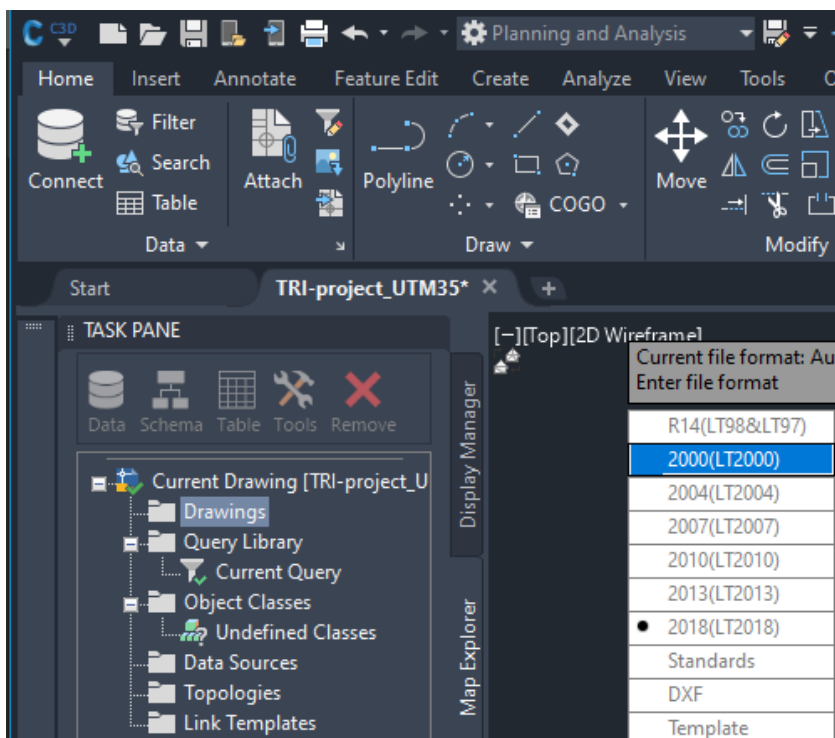 C3D Planning and Analysis
Home Insert Annotate Feature Edit Create Analyze View Tools
Connect
Filter
Search
Table
Attach
Polyline
COGO
Move
Data
Draw
Modify
Start TRI-project_UTM35*
TASK PANE
Data Schema Table Tools Remove
Current Drawing [TRI-project_U
Drawings
Query Library
Current Query
Object Classes
Undefined Classes
Data Sources
Topologies
Link Templates
Display Manager
Map Explorer
[−][Top][2D Wireframe]
Current file format: Au
Enter file format
R14(LT98&LT97)
2000(LT2000)
2004(LT2004)
2007(LT2007)
2010(LT2010)
2013(LT2013)
2018(LT2018)
Standards
DXF
Template